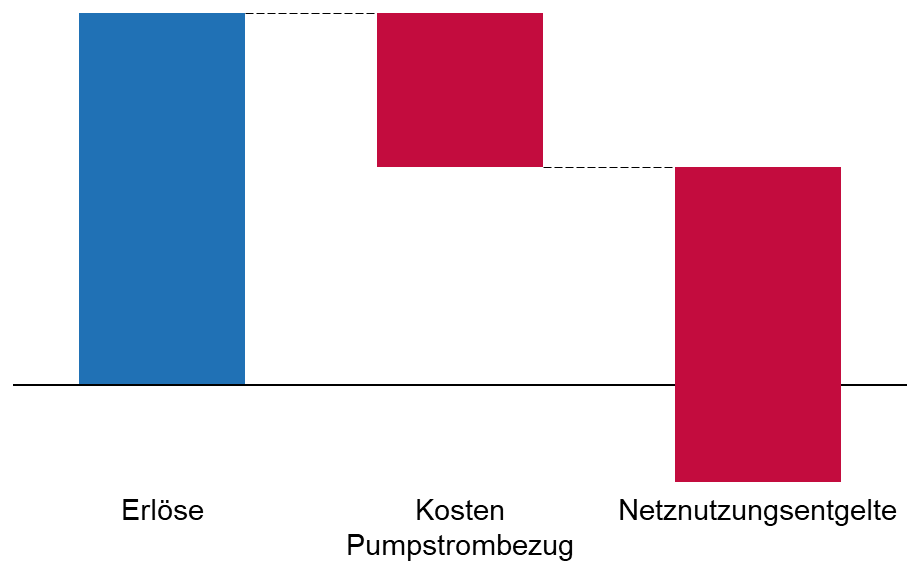 Erlöse
Kosten
Pumpstrombezug
Netznutzungsentgelte